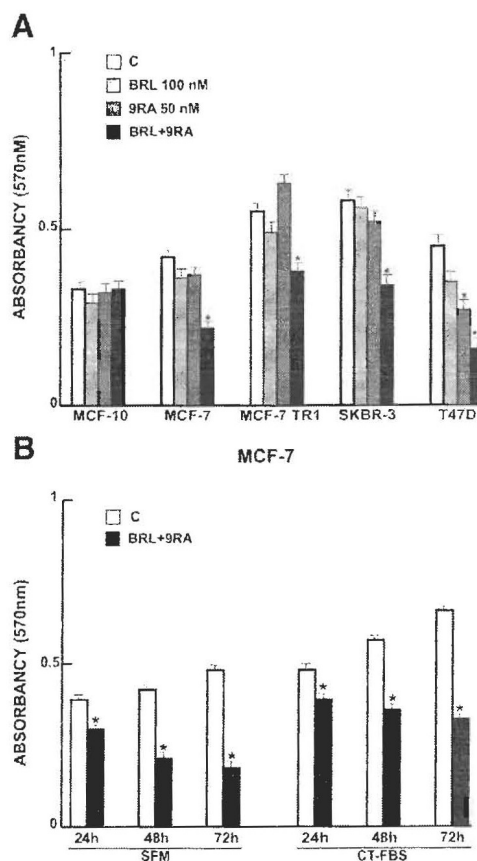 A
1
C
BRL 100 nM
9RA 50 nM
BRL+9RA
ABSORBANCY (570nM)
0.5
0
MCF-10 MCF-7 MCF-7 TR1 SKBR-3 T47D
* * * * *
B
MCF-7
1
C
BRL+9RA
ABSORBANCY (570nm)
0.5
0
* * * * * *
24h 48h 72h 24h 48h 72h
SFM CT-FBS